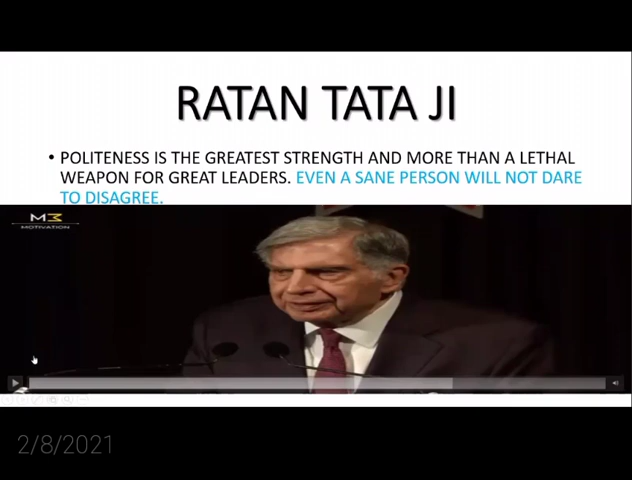 RATAN TATA JI
• POLITENESS IS THE GREATEST STRENGTH AND MORE THAN A LETHAL
WEAPON FOR GREAT LEADERS. EVEN A SANE PERSON WILL NOT DARE
TO DISAGREE.
M3
MOTIVATION
2/8/2021